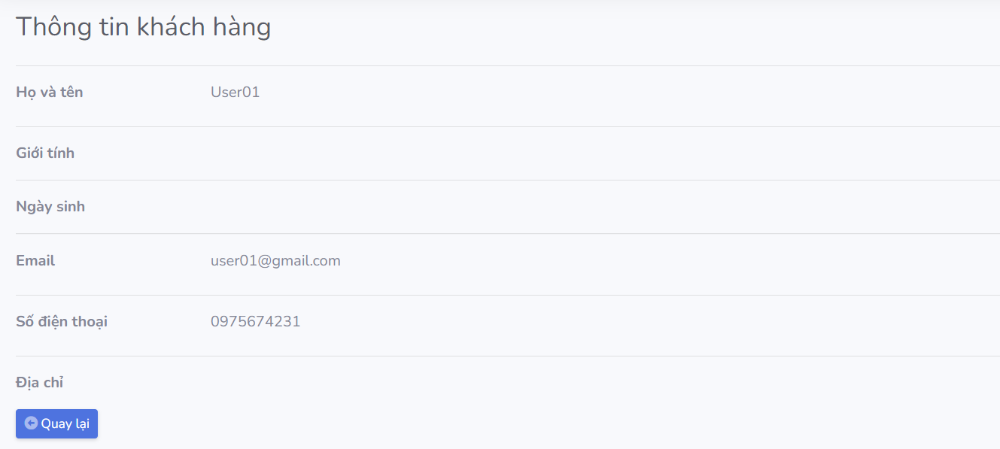 Thông tin khách hàng
Họ và tên User01
Giới tính
Ngày sinh
Email user01@gmail.com
Số điện thoại 0975674231
Địa chỉ
Quay lại